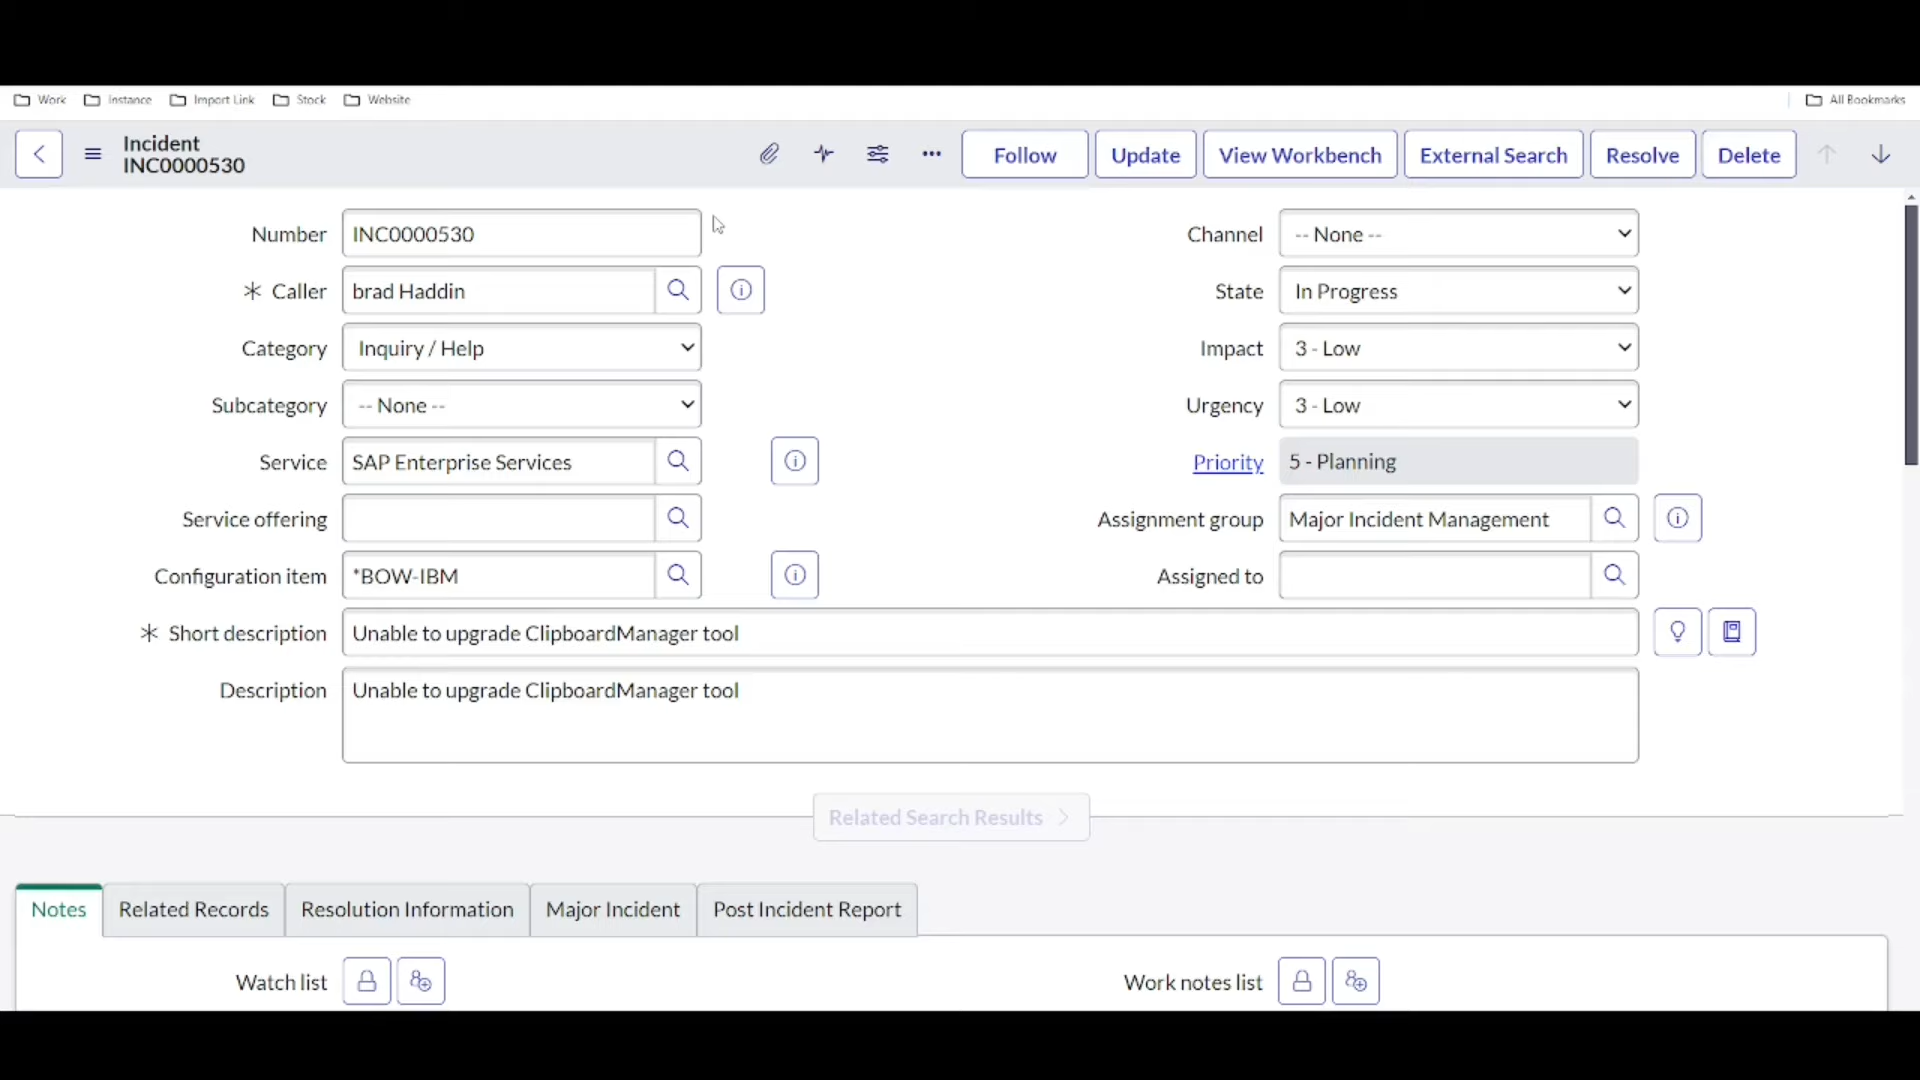 Work Instance Import Link Stock Website All Bookmarks
Incident
INC0000530
Follow Update View Workbench External Search Resolve Delete
Number INC0000530 Channel -- None --
* Caller brad Haddin State In Progress
Category Inquiry / Help Impact 3 - Low
Subcategory -- None -- Urgency 3 - Low
Service SAP Enterprise Services Priority 5 - Planning
Service offering Assignment group Major Incident Management
Configuration item *BOW-IBM Assigned to
* Short description Unable to upgrade ClipboardManager tool
Description Unable to upgrade ClipboardManager tool
Related Search Results
Notes Related Records Resolution Information Major Incident Post Incident Report
Watch list Work notes list